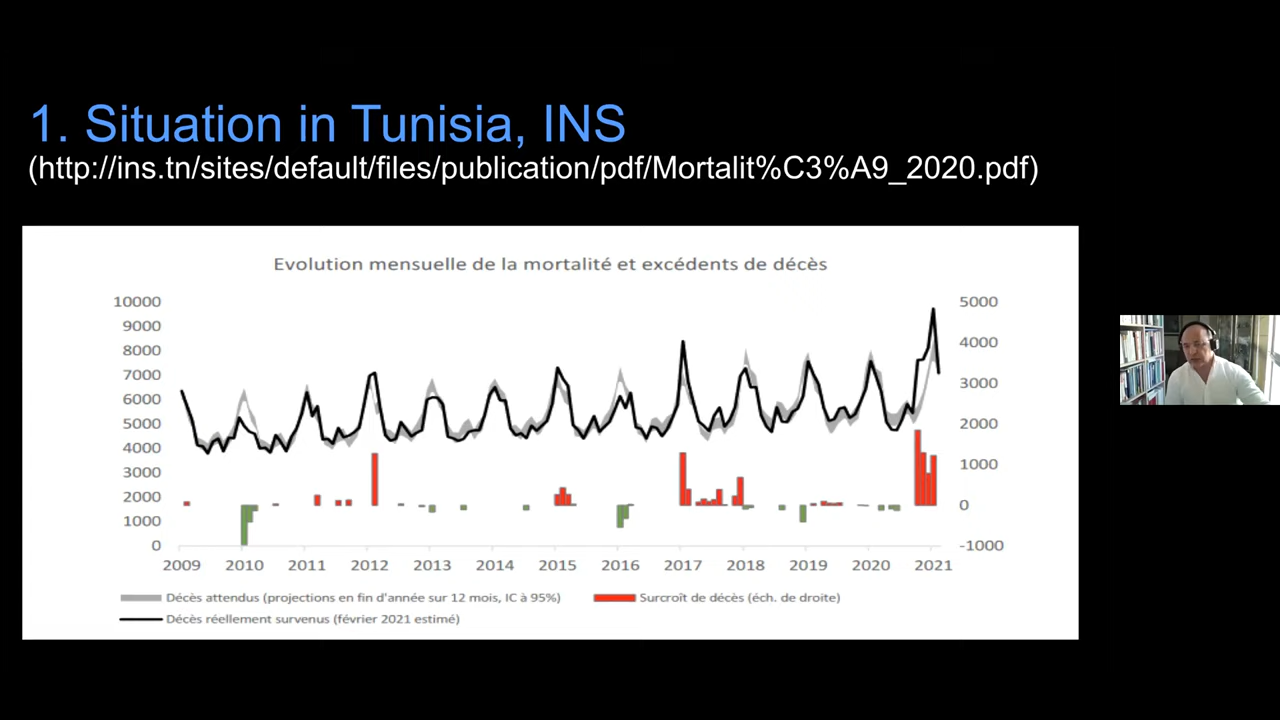 1. Situation in Tunisia, INS
(http://ins.tn/sites/default/files/publication/pdf/Mortalit%C3%A9_2020.pdf)
Evolution mensuelle de la mortalité et excédents de décès
10000
9000
8000
7000
6000
5000
4000
3000
2000
1000
0
5000
4000
3000
2000
1000
0
-1000
2009 2010 2011 2012 2013 2014 2015 2016 2017 2018 2019 2020 2021
Décès attendus (projections en fin d'année sur 12 mois, IC à 95%)
Surcroît de décès (éch. de droite)
Décès réellement survenus (février 2021 estimé)